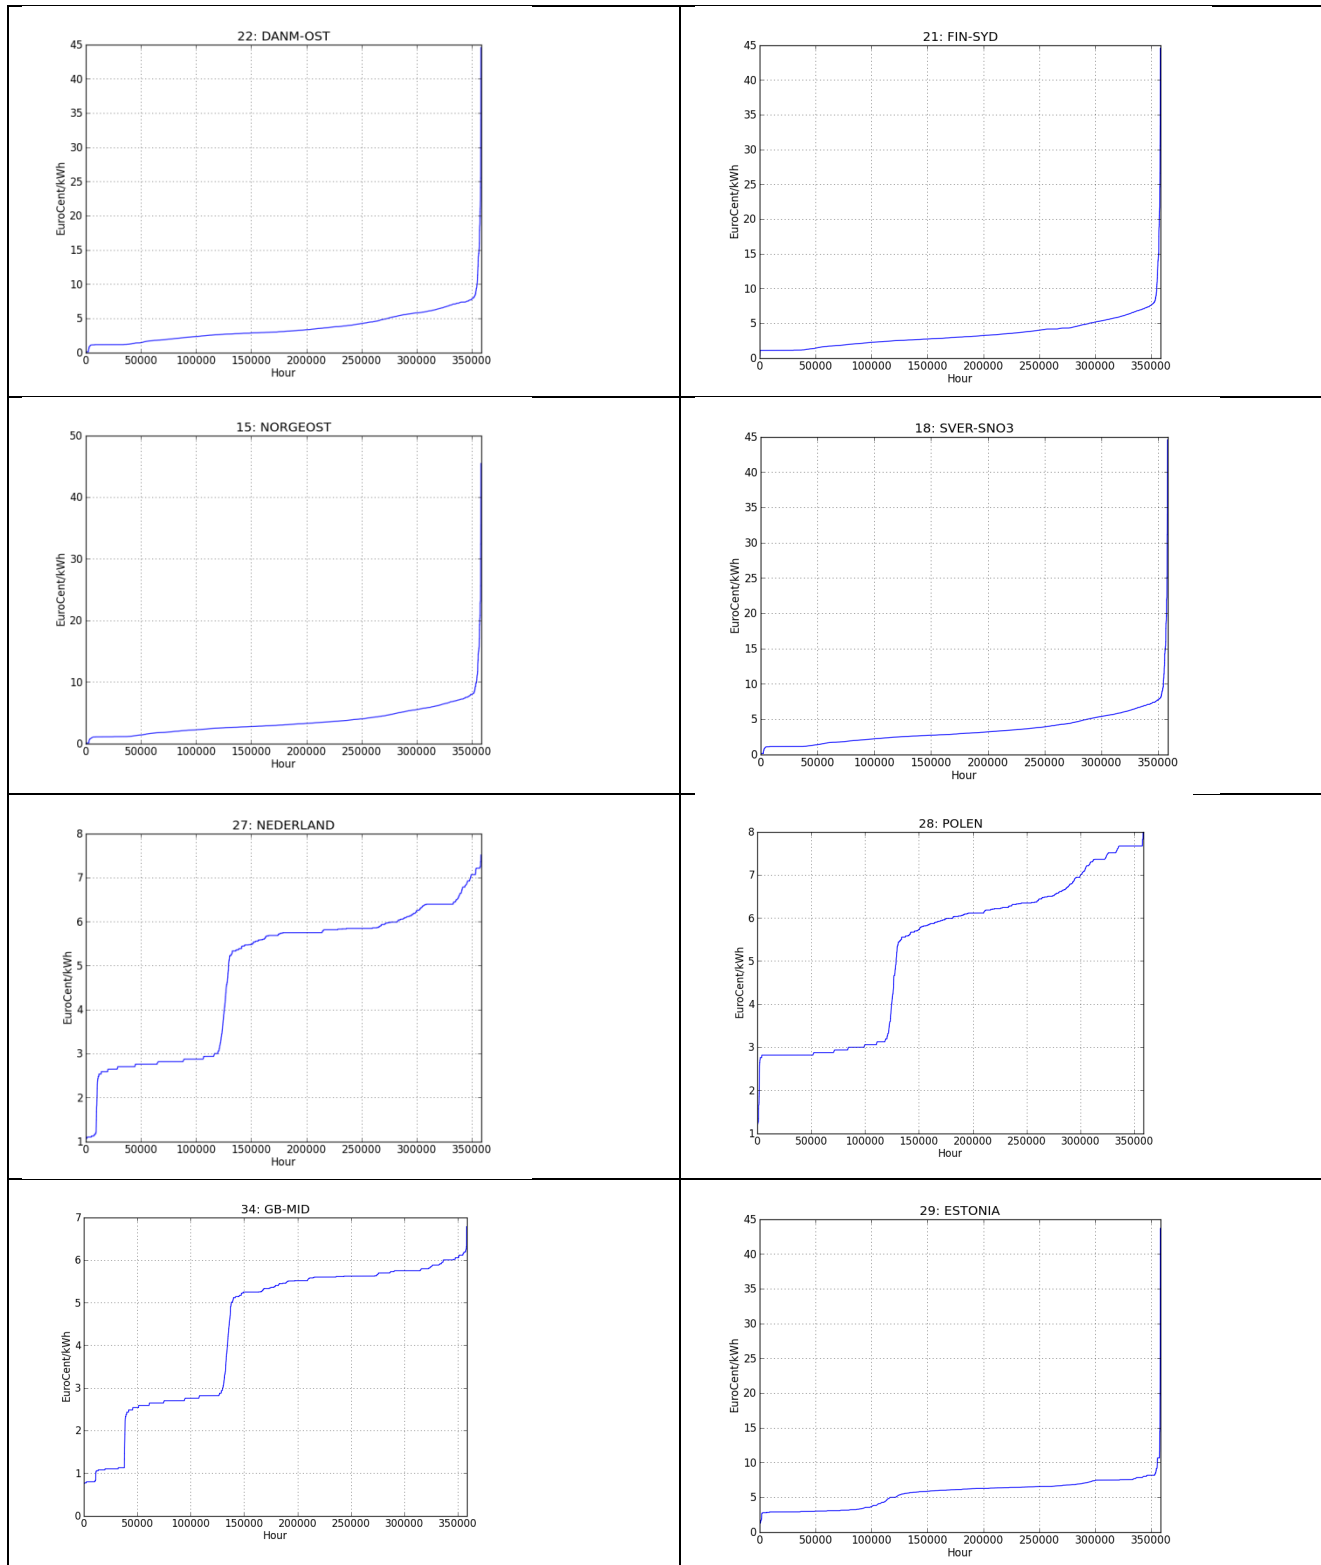 22: DANM-OST
45
40
35
30
25
20
15
10
5
0
EuroCent/kWh
0 50000 100000 150000 200000 250000 300000 350000
Hour
21: FIN-SYD
45
40
35
30
25
20
15
10
5
0
EuroCent/kWh
0 50000 100000 150000 200000 250000 300000 350000
Hour
15: NORGEOST
50
40
30
20
10
0
EuroCent/kWh
0 50000 100000 150000 200000 250000 300000 350000
Hour
18: SVER-SNO3
45
40
35
30
25
20
15
10
5
0
EuroCent/kWh
0 50000 100000 150000 200000 250000 300000 350000
Hour
27: NEDERLAND
8
7
6
5
4
3
2
1
EuroCent/kWh
0 50000 100000 150000 200000 250000 300000 350000
Hour
28: POLEN
8
7
6
5
4
3
2
1
EuroCent/kWh
0 50000 100000 150000 200000 250000 300000 350000
Hour
34: GB-MID
7
6
5
4
3
2
1
0
EuroCent/kWh
0 50000 100000 150000 200000 250000 300000 350000
Hour
29: ESTONIA
45
40
35
30
25
20
15
10
5
0
EuroCent/kWh
0 50000 100000 150000 200000 250000 300000 350000
Hour